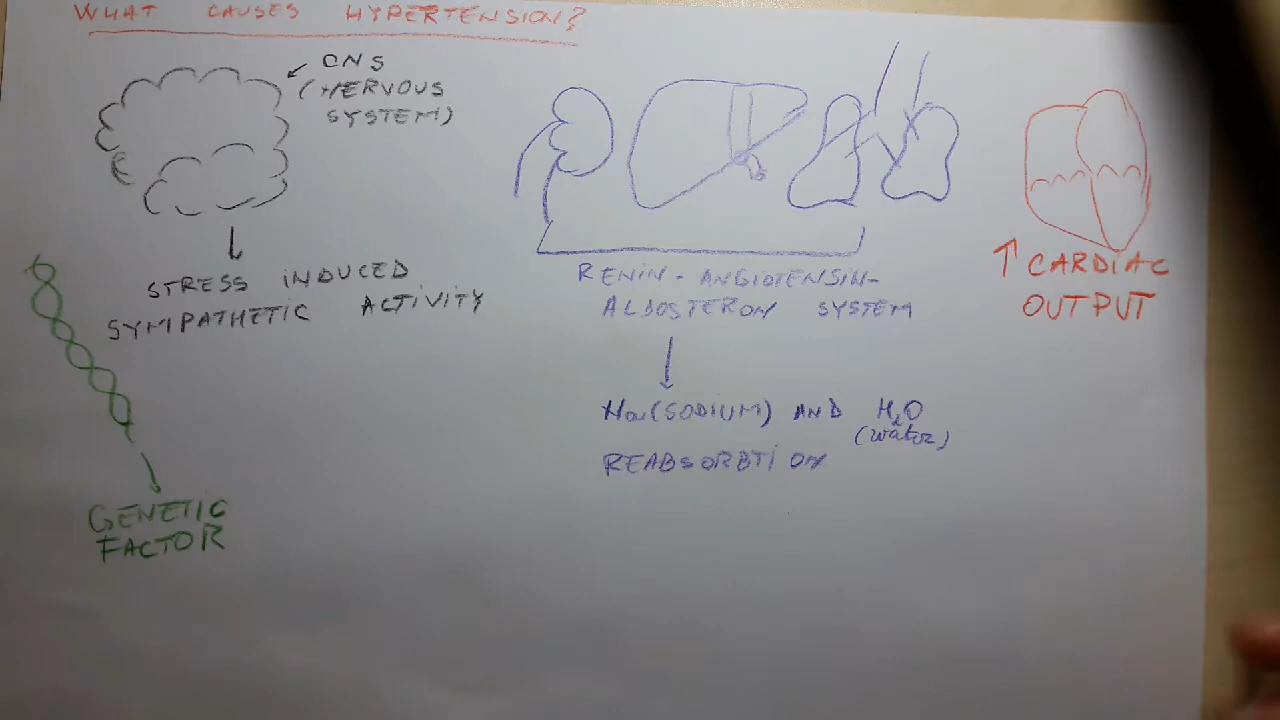 WHAT CAUSES HYPERTENSION?
CNS
(NERVOUS
SYSTEM)
STRESS INDUCED
SYMPATHETIC ACTIVITY
GENETIC
FACTOR
RENIN-ANGIOTENSIN-
ALDOSTERON SYSTEM
Na(SODIUM) AND H2O
(water)
REABSORBTION
↑ CARDIAC
OUTPUT